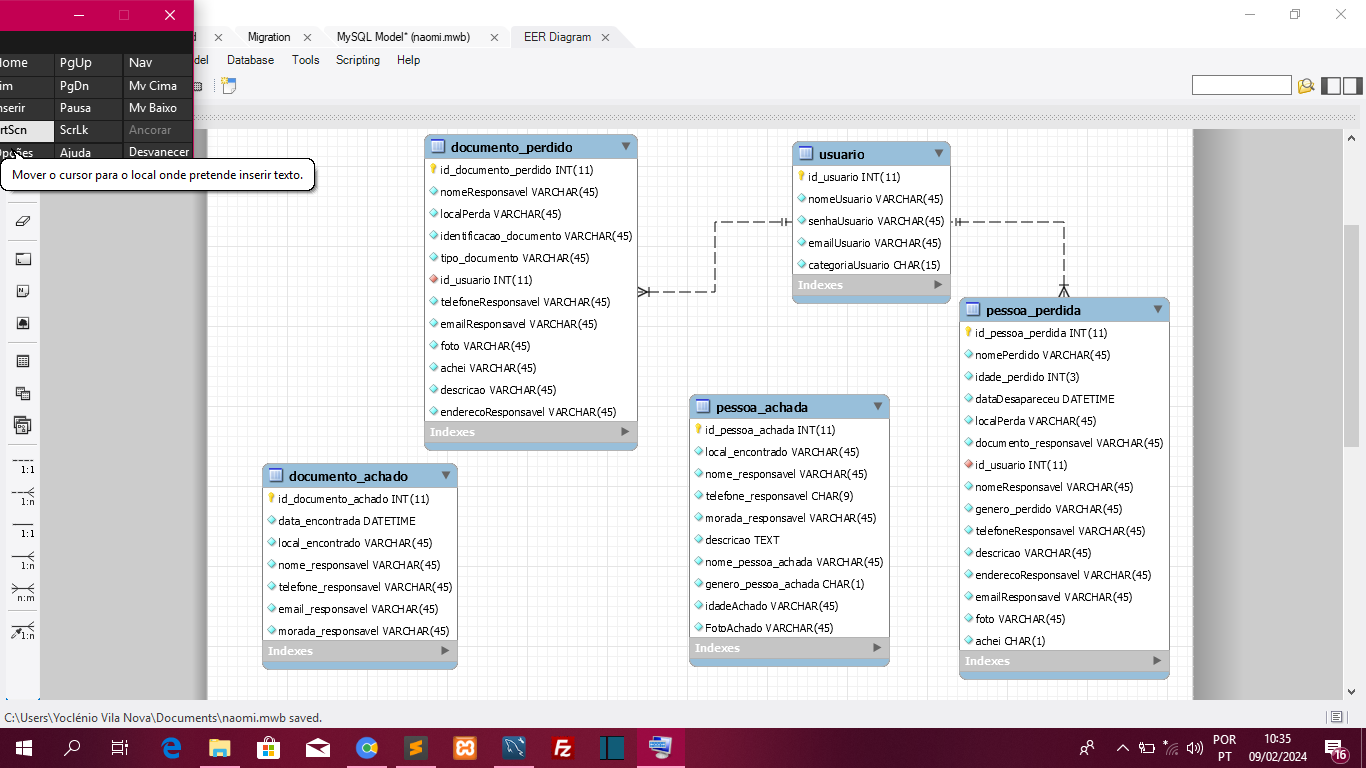 Migration
MySQL Model* (naomi.mwb)
EER Diagram
Database
Tools
Scripting
Help
PgUp
Nav
PgDn
Mv Cima
Pausa
Mv Baixo
ScrLk
Ancorar
Ajuda
Desvanecer
Mover o cursor para o local onde pretende inserir texto.
1:1
1:n
1:1
1:n
n:m
1:n
documento_perdido
id_documento_perdido INT(11)
nomeResponsavel VARCHAR(45)
localPerda VARCHAR(45)
identificacao_documento VARCHAR(45)
tipo_documento VARCHAR(45)
id_usuario INT(11)
telefoneResponsavel VARCHAR(45)
emailResponsavel VARCHAR(45)
foto VARCHAR(45)
achei VARCHAR(45)
descricao VARCHAR(45)
enderecoResponsavel VARCHAR(45)
Indexes
usuario
id_usuario INT(11)
nomeUsuario VARCHAR(45)
senhaUsuario VARCHAR(45)
emailUsuario VARCHAR(45)
categoriaUsuario CHAR(15)
Indexes
pessoa_perdida
id_pessoa_perdida INT(11)
nomePerdido VARCHAR(45)
idade_perdido INT(3)
dataDesapareceu DATETIME
localPerda VARCHAR(45)
documento_responsavel VARCHAR(45)
id_usuario INT(11)
nomeResponsavel VARCHAR(45)
genero_perdido VARCHAR(45)
telefoneResponsavel VARCHAR(45)
descricao VARCHAR(45)
enderecoResponsavel VARCHAR(45)
emailResponsavel VARCHAR(45)
foto VARCHAR(45)
achei CHAR(1)
Indexes
pessoa_achada
id_pessoa_achada INT(11)
local_encontrado VARCHAR(45)
nome_responsavel VARCHAR(45)
telefone_responsavel CHAR(9)
morada_responsavel VARCHAR(45)
descricao TEXT
nome_pessoa_achada VARCHAR(45)
genero_pessoa_achada CHAR(1)
idadeAchado VARCHAR(45)
FotoAchado VARCHAR(45)
Indexes
documento_achado
id_documento_achado INT(11)
data_encontrada DATETIME
local_encontrado VARCHAR(45)
nome_responsavel VARCHAR(45)
telefone_responsavel VARCHAR(45)
email_responsavel VARCHAR(45)
morada_responsavel VARCHAR(45)
Indexes
C:\Users\Yoclénio Vila Nova\Documents\naomi.mwb saved.
POR
PT
10:35
09/02/2024
16